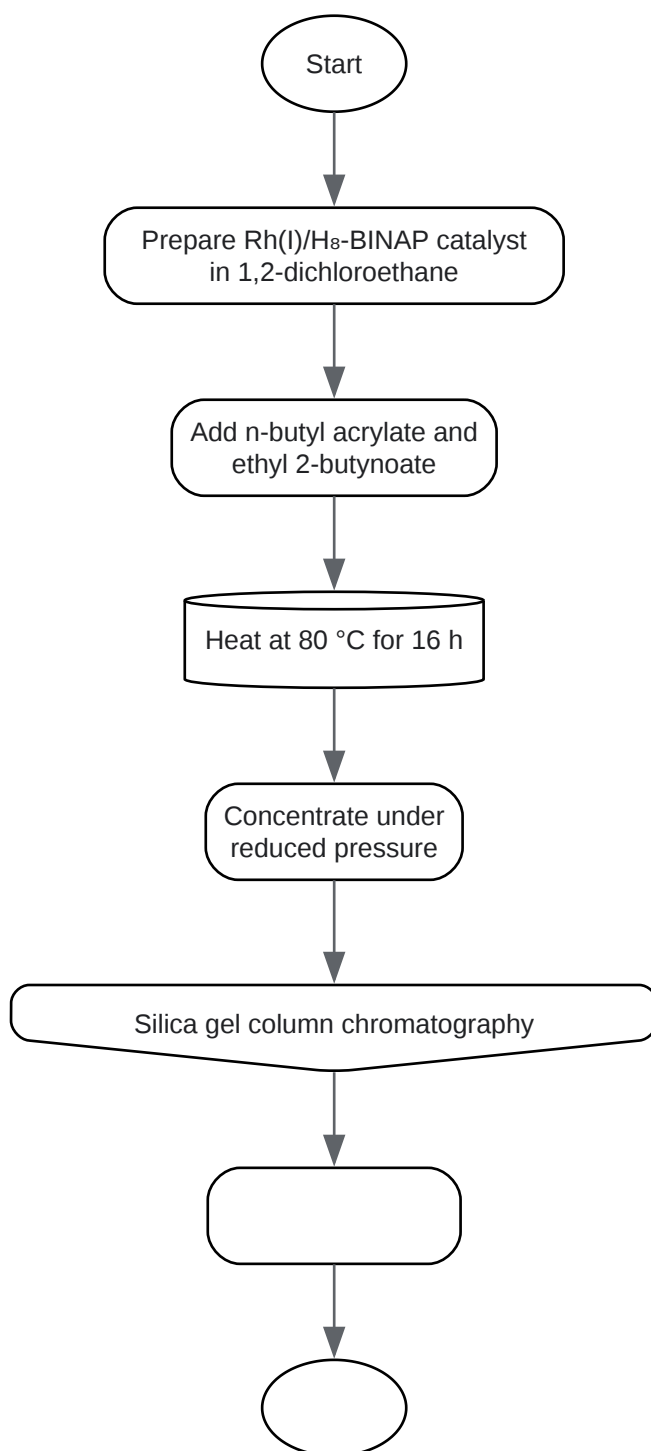 Start
Prepare Rh(I)/H₈-BINAP catalyst
in 1,2-dichloroethane
Add n-butyl acrylate and
ethyl 2-butynoate
Heat at 80 °C for 16 h
Concentrate under
reduced pressure
Silica gel column chromatography